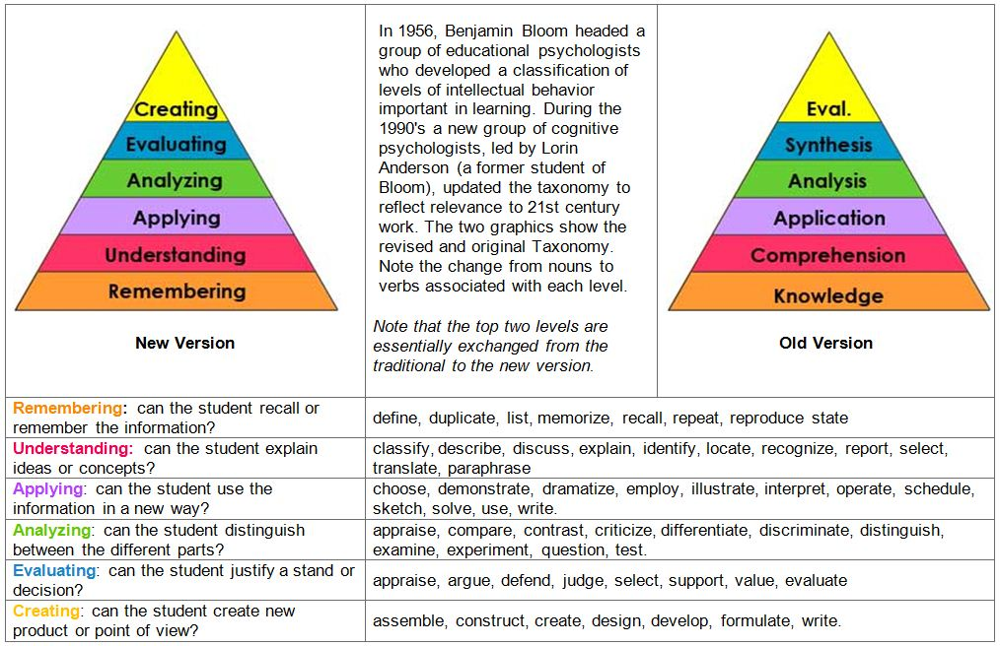 Creating
Evaluating
Analyzing
Applying
Understanding
Remembering
New Version
In 1956, Benjamin Bloom headed a
group of educational psychologists
who developed a classification of
levels of intellectual behavior
important in learning. During the
1990's a new group of cognitive
psychologists, led by Lorin
Anderson (a former student of
Bloom), updated the taxonomy to
reflect relevance to 21st century
work. The two graphics show the
revised and original Taxonomy.
Note the change from nouns to
verbs associated with each level.
Note that the top two levels are
essentially exchanged from the
traditional to the new version.
Eval.
Synthesis
Analysis
Application
Comprehension
Knowledge
Old Version
Remembering: can the student recall or
remember the information?
define, duplicate, list, memorize, recall, repeat, reproduce state
Understanding: can the student explain
ideas or concepts?
classify, describe, discuss, explain, identify, locate, recognize, report, select,
translate, paraphrase
Applying: can the student use the
information in a new way?
choose, demonstrate, dramatize, employ, illustrate, interpret, operate, schedule,
sketch, solve, use, write.
Analyzing: can the student distinguish
between the different parts?
appraise, compare, contrast, criticize, differentiate, discriminate, distinguish,
examine, experiment, question, test.
Evaluating: can the student justify a stand or
decision?
appraise, argue, defend, judge, select, support, value, evaluate
Creating: can the student create new
product or point of view?
assemble, construct, create, design, develop, formulate, write.